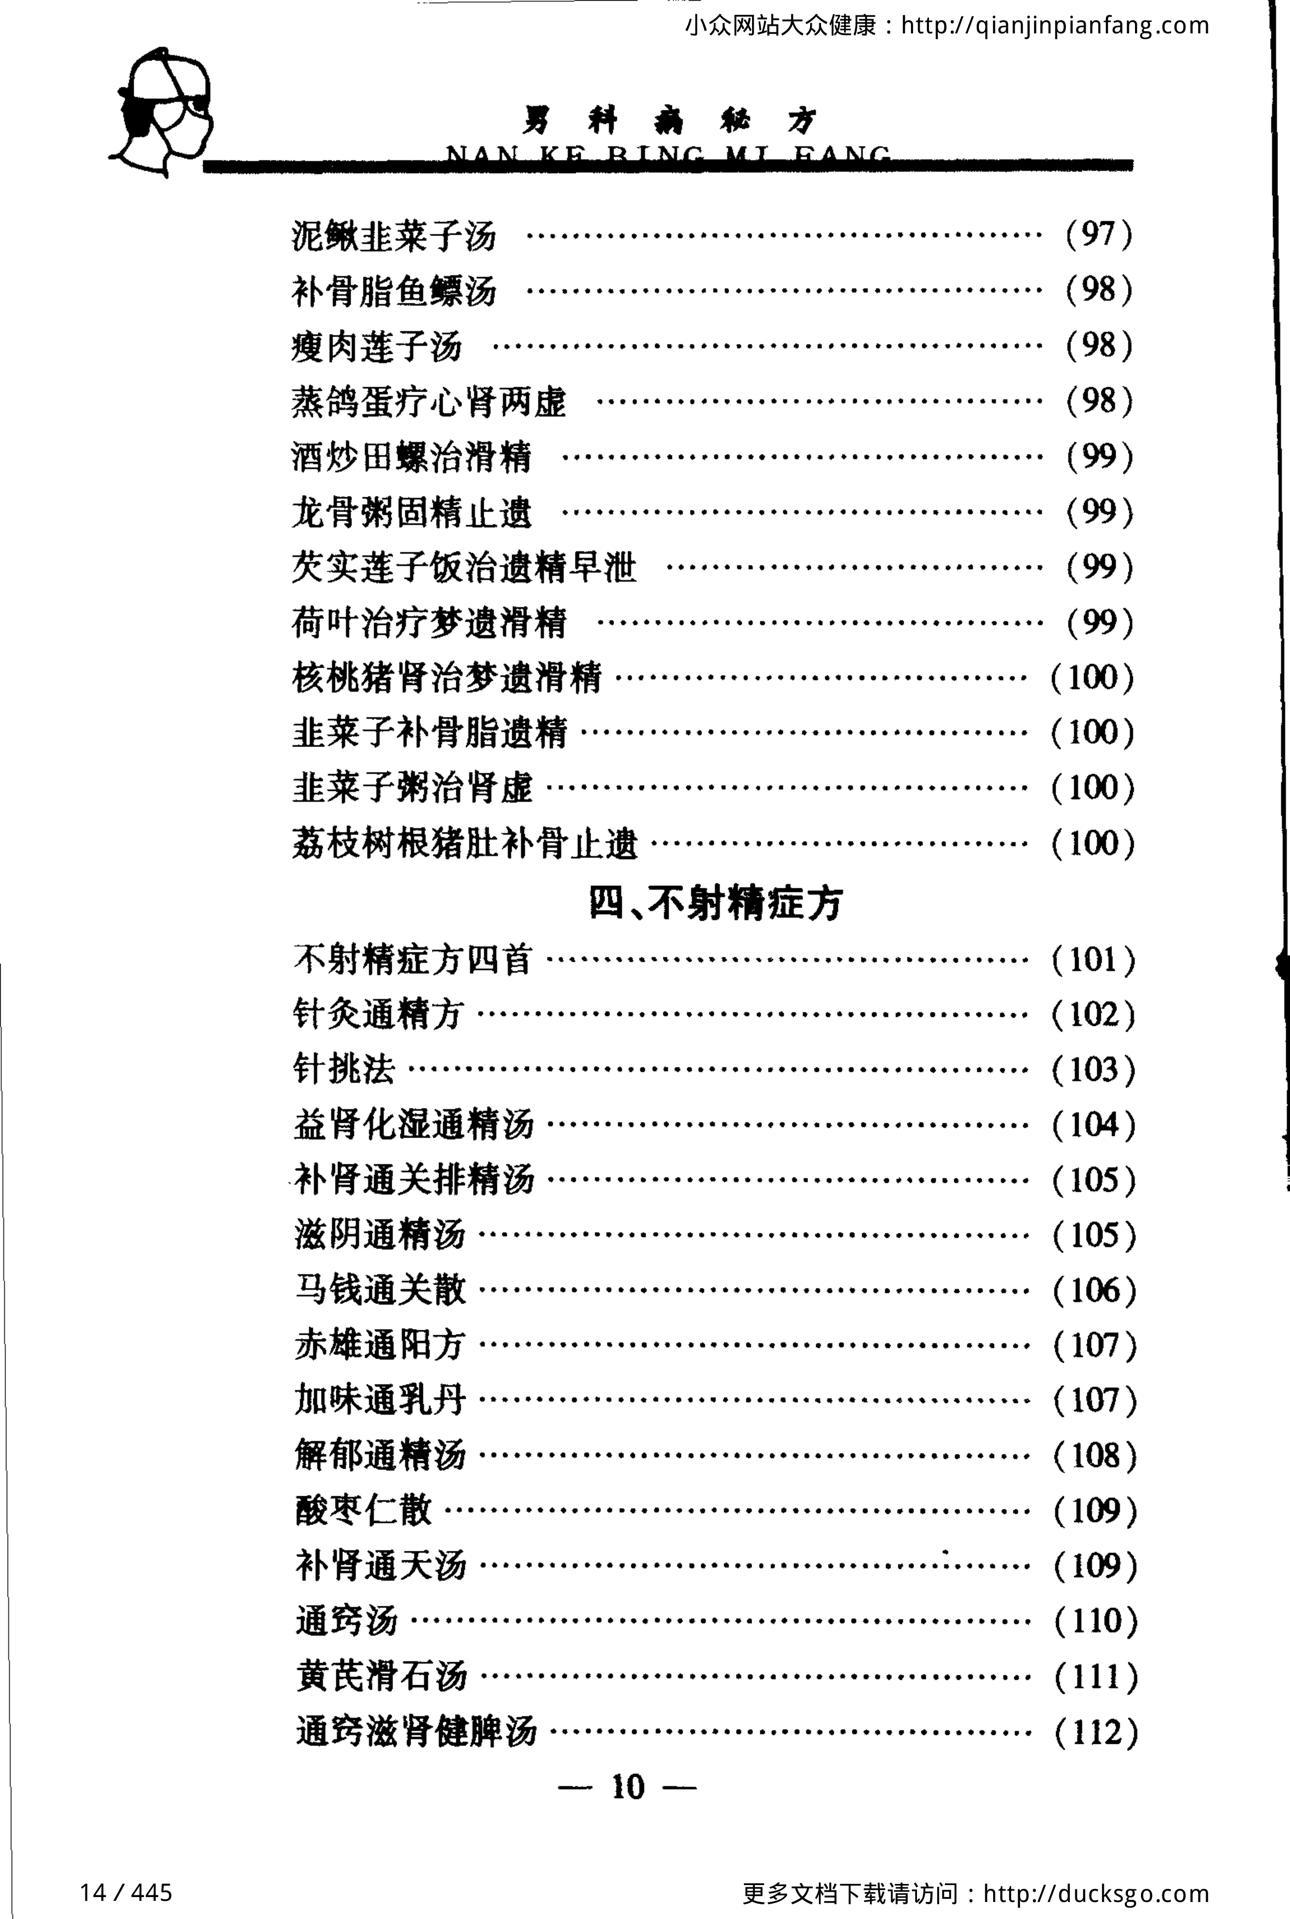 小众网站大众健康：http://qianjinpianfang.com
男科病秘方
NAN KE BING MI FANG
泥鳅韭菜子汤 …………………………………… (97)
补骨脂鱼鳔汤 …………………………………… (98)
瘦肉莲子汤 …………………………………… (98)
蒸鸽蛋疗心肾两虚 …………………………………… (98)
酒炒田螺治滑精 …………………………………… (99)
龙骨粥固精止遗 …………………………………… (99)
芡实莲子饭治遗精早泄 …………………………………… (99)
荷叶治疗梦遗滑精 …………………………………… (99)
核桃猪肾治梦遗滑精 …………………………………… (100)
韭菜子补骨脂遗精 …………………………………… (100)
韭菜子粥治肾虚 …………………………………… (100)
荔枝树根猪肚补骨止遗 …………………………………… (100)
四、不射精症方
不射精症方四首 …………………………………… (101)
针灸通精方 …………………………………… (102)
针挑法 …………………………………… (103)
益肾化湿通精汤 …………………………………… (104)
补肾通关排精汤 …………………………………… (105)
滋阴通精汤 …………………………………… (105)
马钱通关散 …………………………………… (106)
赤雄通阳方 …………………………………… (107)
加味通乳丹 …………………………………… (107)
解郁通精汤 …………………………………… (108)
酸枣仁散 …………………………………… (109)
补肾通天汤 …………………………………… (109)
通窍汤 …………………………………… (110)
黄芪滑石汤 …………………………………… (111)
通窍滋肾健脾汤 …………………………………… (112)
— 10 —
14 / 445
更多文档下载请访问：http://ducksgo.com